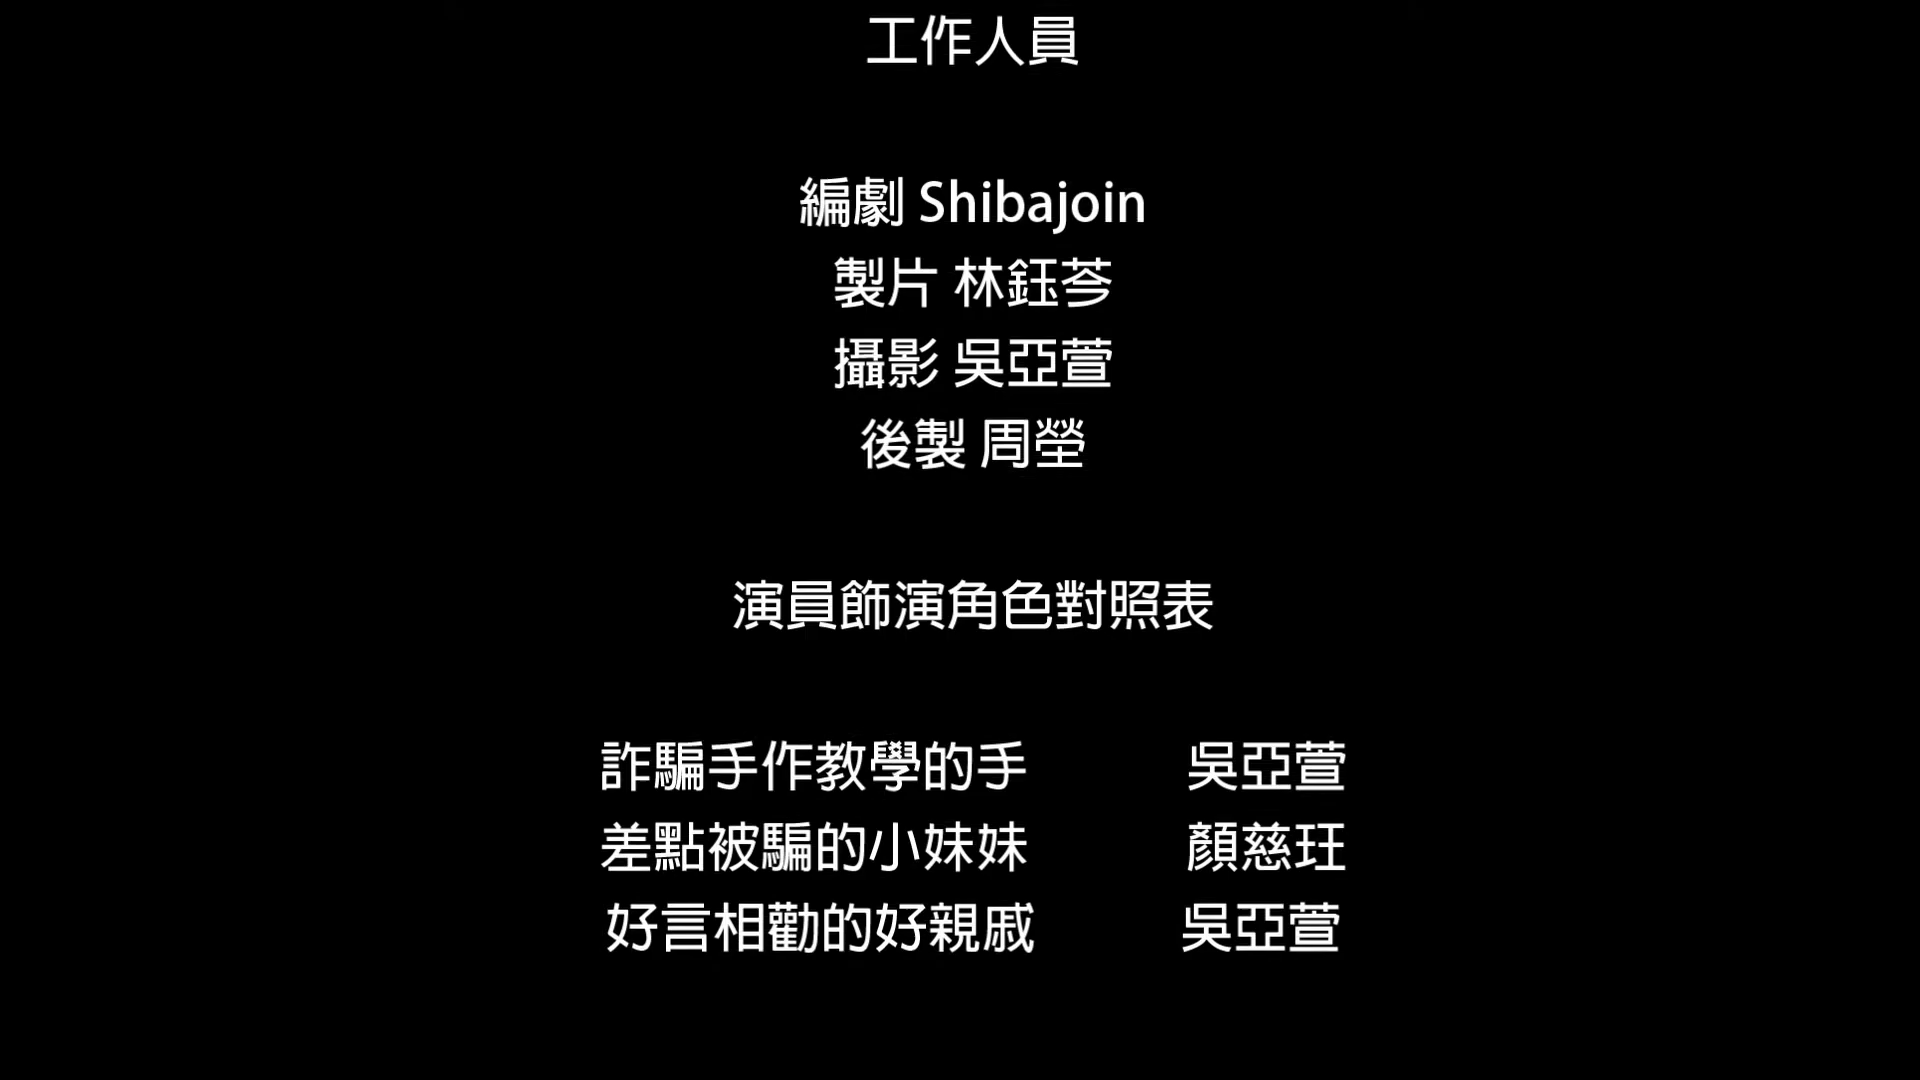 工作人員
編劇 Shibajoin
製片 林鈺芩
攝影 吳亞萱
後製 周塋
演員飾演角色對照表
詐騙手作教學的手 吳亞萱
差點被騙的小妹妹 顏慈玨
好言相勸的好親戚 吳亞萱